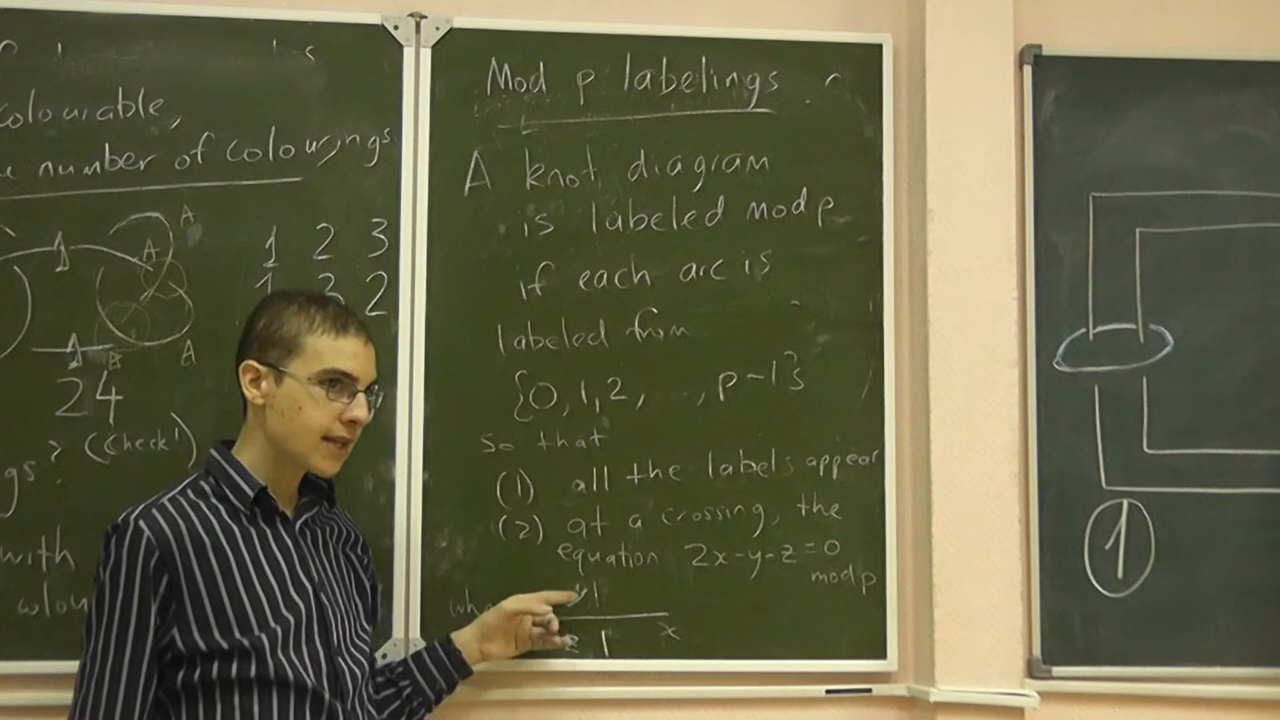 colourable,
number of colourings
A
A
A
1 2 3
1 3 2
A
A
A
24
gs? (Check!)
with
colou
Mod p labelings
A knot diagram
is labeled mod p
if each arc is
labeled from
{0, 1, 2, ..., p-1}
so that
(1) all the labels appear
(2) at a crossing, the
equation 2x-y-z=0
mod p
y
z x
1